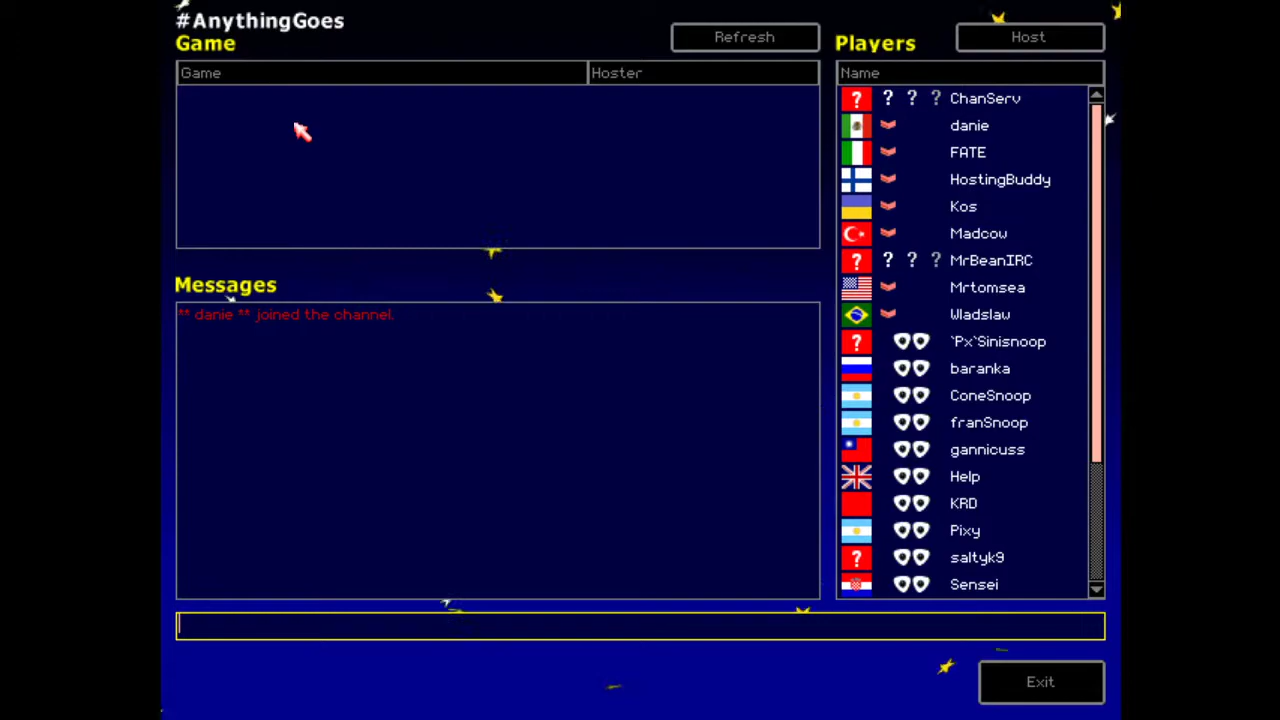 #AnythingGoes
Game
Refresh
Players
Host
Game
Hoster
Name
? ? ? ? ChanServ
danie
FATE
HostingBuddy
Kos
Madcow
? ? ? ? MrBeanIRC
Mrtomsea
Wladslaw
? `Px`Sinisnoop
baranka
ConeSnoop
franSnoop
gannicuss
Help
KRD
Pixy
? saltyk9
Sensei
Messages
** danie ** joined the channel.
Exit